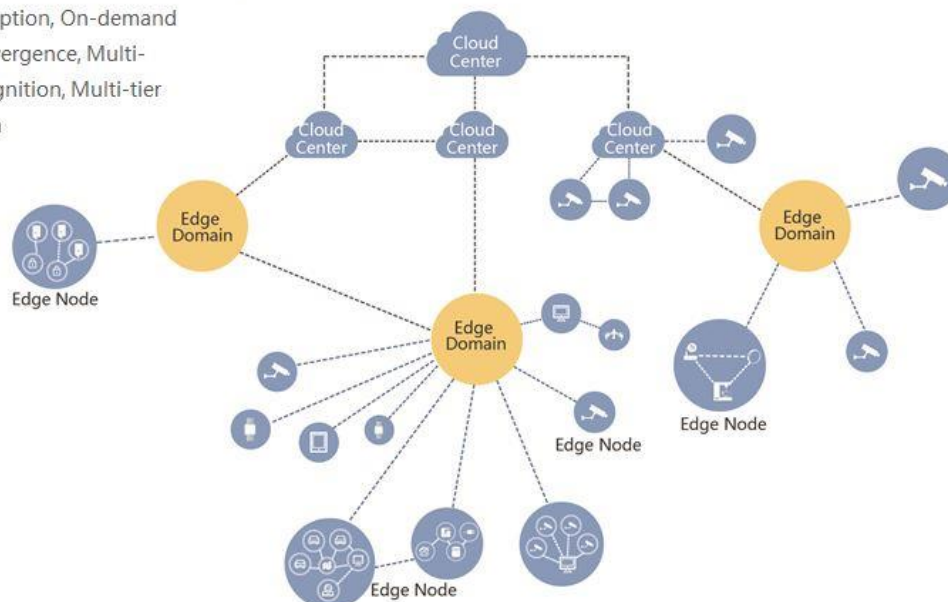 ption, On-demand
ergence, Multi-
gnition, Multi-tier
Cloud
Center
Cloud
Center
Cloud
Center
Cloud
Center
Edge
Domain
Edge
Domain
Edge Node
Edge
Domain
Edge Node
Edge Node
Edge Node